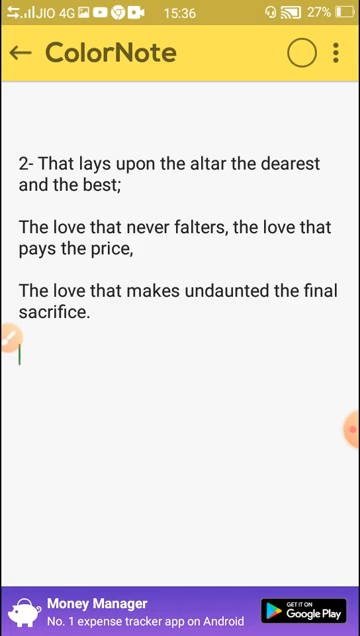 JIO 4G 15:36 27%
ColorNote
2- That lays upon the altar the dearest
and the best;
The love that never falters, the love that
pays the price,
The love that makes undaunted the final
sacrifice.
Money Manager
No. 1 expense tracker app on Android
GET IT ON
Google Play